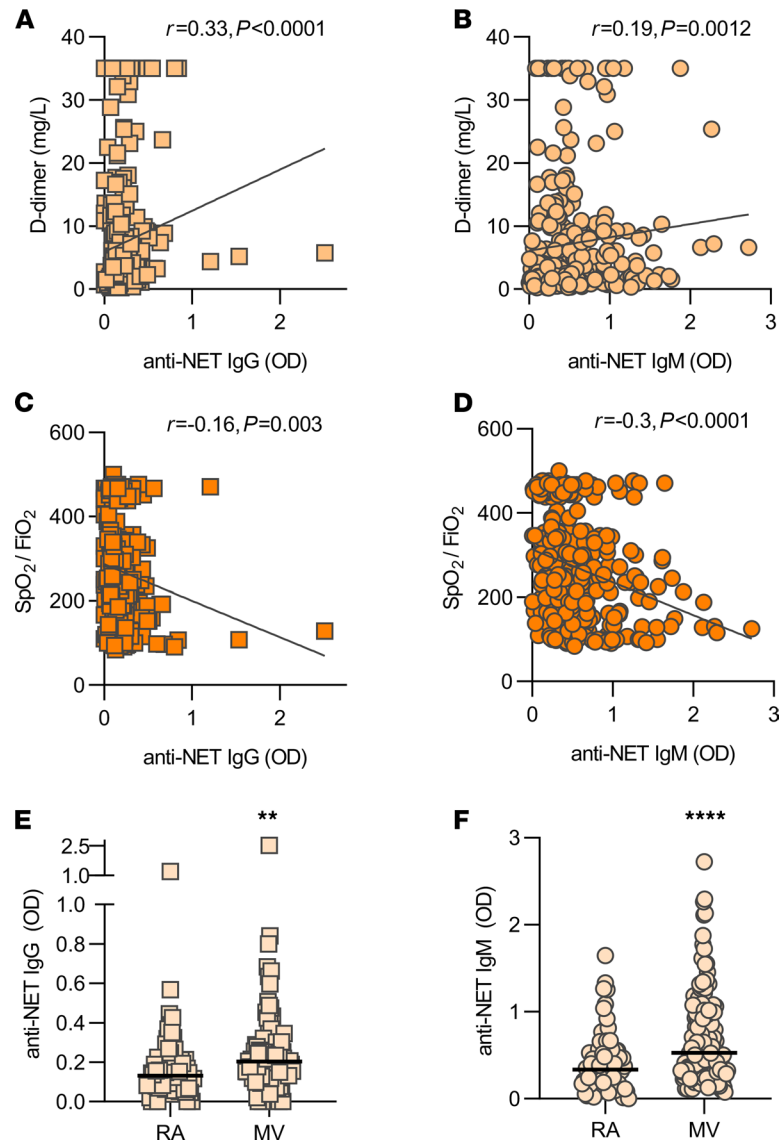 A
r=0.33, P<0.0001
40
30
20
10
0
D-dimer (mg/L)
0 1 2
anti-NET IgG (OD)
B
r=0.19, P=0.0012
40
30
20
10
0
D-dimer (mg/L)
0 1 2 3
anti-NET IgM (OD)
C
r=-0.16, P=0.003
600
400
200
0
SpO2/ FiO2
0 1 2
anti-NET IgG (OD)
D
r=-0.3, P<0.0001
600
400
200
0
SpO2/ FiO2
0 1 2 3
anti-NET IgM (OD)
E
**
2.5
1.0
1.0
0.8
0.6
0.4
0.2
0.0
anti-NET IgG (OD)
RA MV
F
****
3
2
1
0
anti-NET IgM (OD)
RA MV